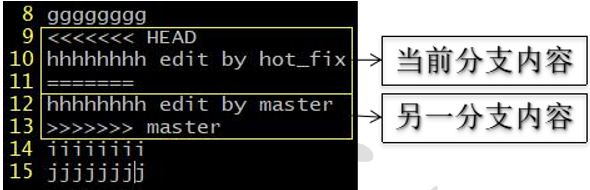 8 gggggggg
9 <<<<<<< HEAD
10 hhhhhhhh edit by hot_fix
11 =======
12 hhhhhhhh edit by master
13 >>>>>>> master
14 iiiiiiii
15 jjjjjjjj
当前分支内容
另一分支内容